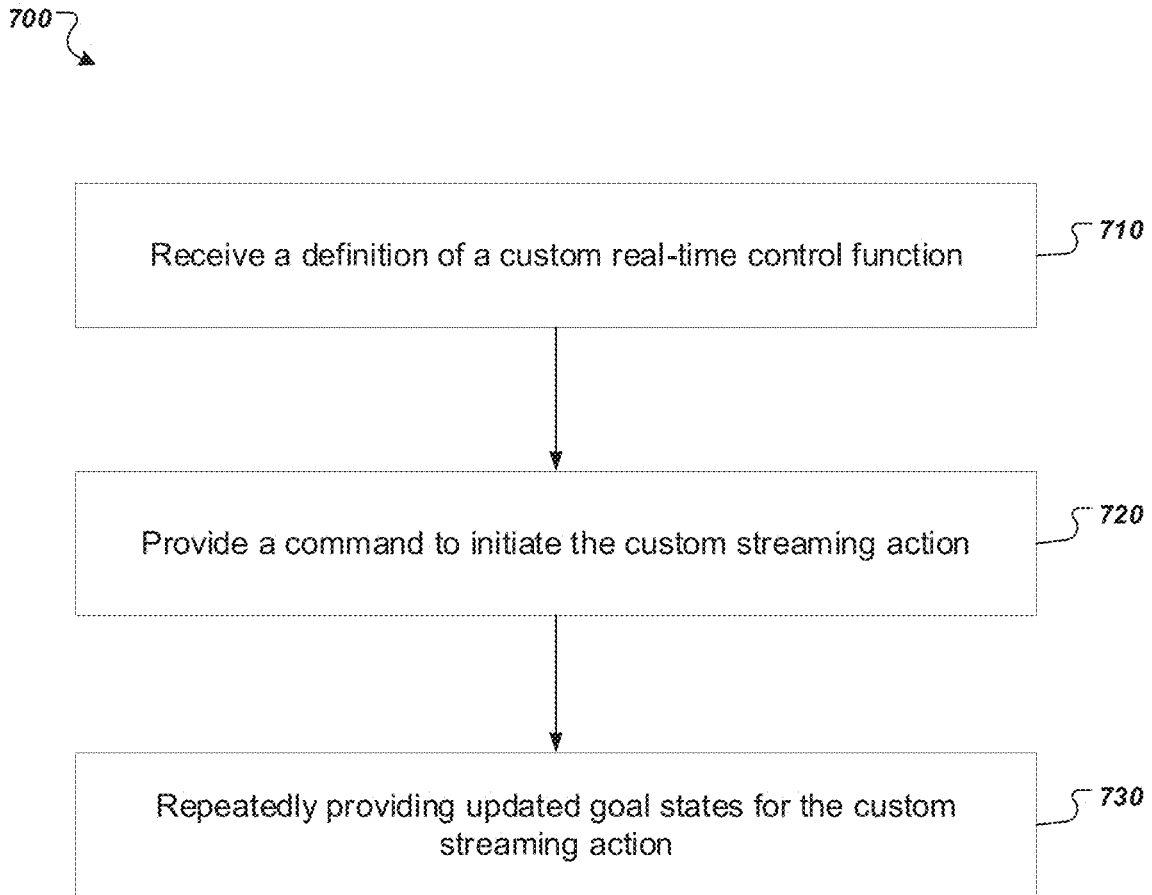 700
Receive a definition of a custom real-time control function
710
Provide a command to initiate the custom streaming action
720
Repeatedly providing updated goal states for the custom
streaming action
730